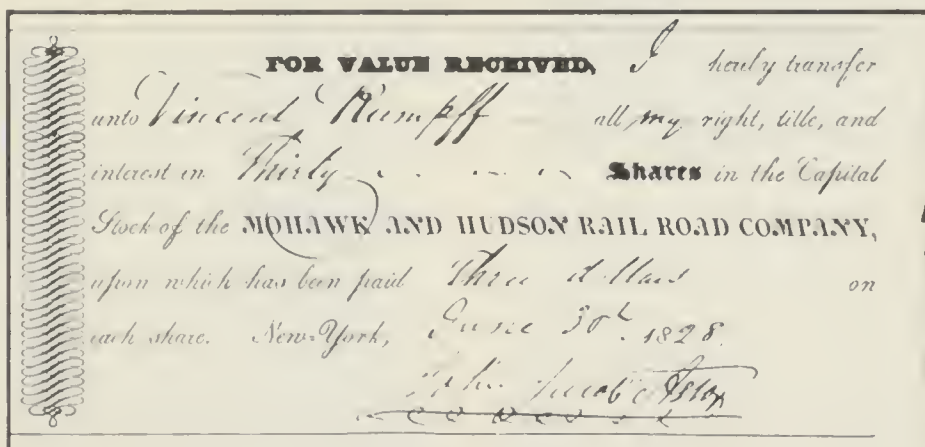 FOR VALUE RECEIVED, I hereby transfer
unto Vincent Rumpff all my right, title, and
interest in Thirty Shares in the Capital
Stock of the MOHAWK AND HUDSON RAIL ROAD COMPANY,
upon which has been paid Three dollars on
each share. New-York, June 30th 1828.
John Jacob Astor